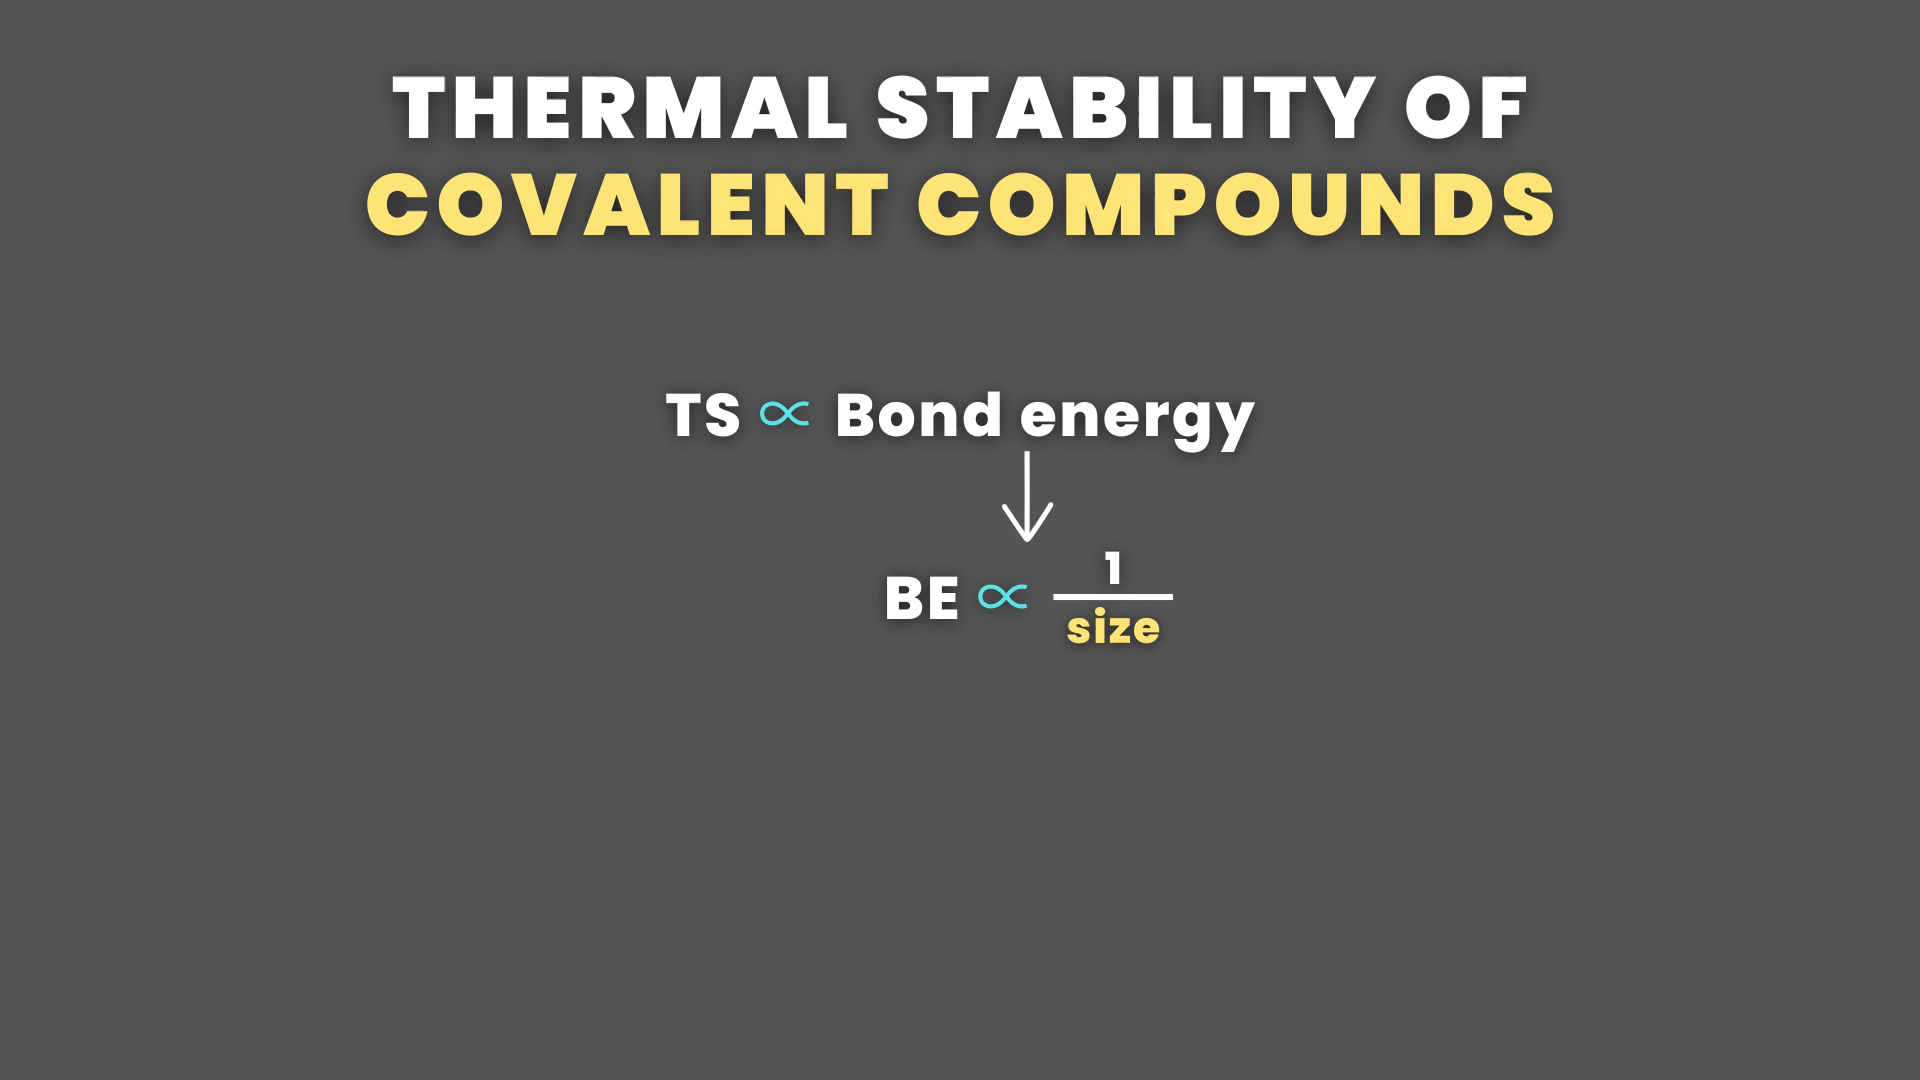 THERMAL STABILITY OF
COVALENT COMPOUNDS
TS ∝ Bond energy
BE ∝ 1
size